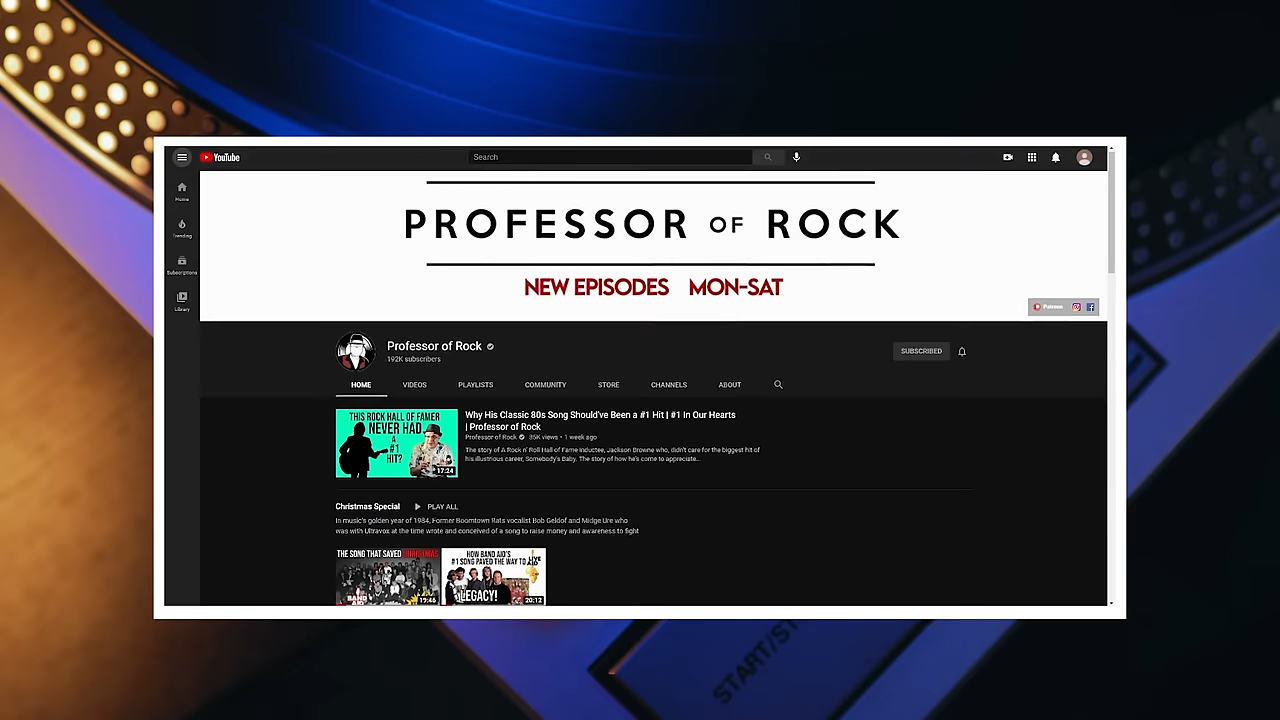 YouTube
Search
Home
Trending
Subscriptions
Library
PROFESSOR OF ROCK
NEW EPISODES MON-SAT
Patreon
Professor of Rock
192K subscribers
SUBSCRIBED
HOME VIDEOS PLAYLISTS COMMUNITY STORE CHANNELS ABOUT
THIS ROCK HALL OF FAMER
NEVER HAD
A
#1
HIT?
17:24
Why His Classic 80s Song Should've Been a #1 Hit | #1 In Our Hearts
| Professor of Rock
Professor of Rock 35K views • 1 week ago
The story of A Rock n' Roll Hall of Fame Inductee, Jackson Browne who, didn't care for the biggest hit of
his illustrious career, Somebody's Baby. The story of how he's come to appreciate...
Christmas Special PLAY ALL
In music's golden year of 1984, Former Boomtown Rats vocalist Bob Geldof and Midge Ure who
was with Ultravox at the time wrote and conceived of a song to raise money and awareness to fight
THE SONG THAT SAVED CHRISTMAS
BAND
AID
19:46
HOW BAND AID'S
#1 SONG PAVED THE WAY TO LIVE
AID
LEGACY!
20:12
START/ST